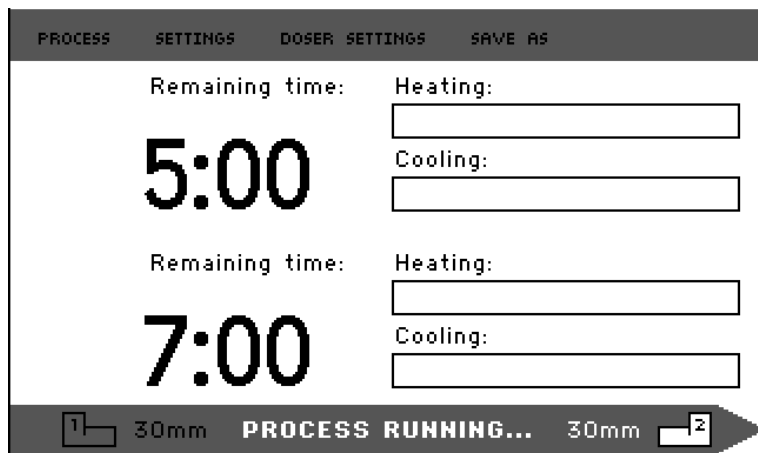 PROCESS SETTINGS DOSER SETTINGS SAVE AS
Remaining time: Heating:
5:00
Cooling:
Remaining time: Heating:
7:00
Cooling:
1 30mm PROCESS RUNNING... 30mm 2